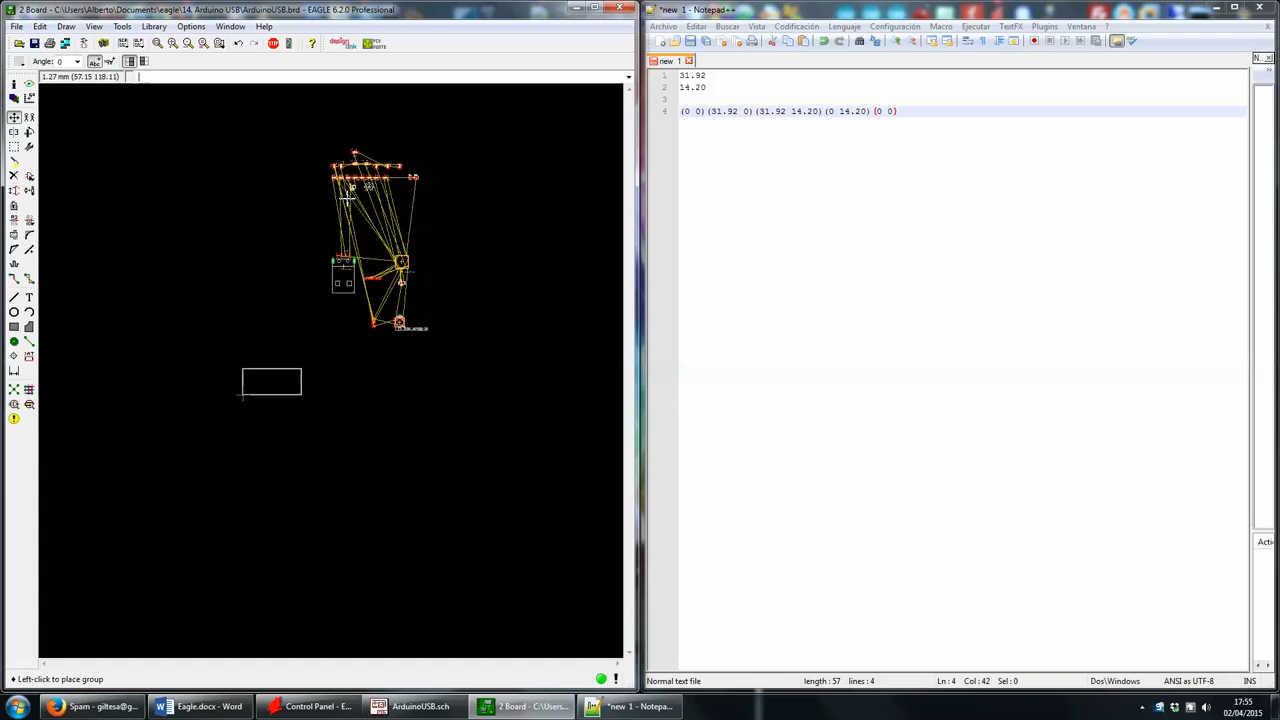 2 Board - C:\Users\Alberto\Documents\eagle\14. Arduino USB\ArduinoUSB.brd - EAGLE 6.2.0 Professional
File Edit Draw View Tools Library Options Window Help
Angle: 0
1.27 mm (57.15 118.11)
Left-click to place group
*new 1 - Notepad++
Archivo Editar Buscar Vista Codificación Lenguaje Configuración Macro Ejecutar TextFX Plugins Ventana ? X
new 1
N..
1 31.92
2 14.20
3
4 (0 0)(31.92 0)(31.92 14.20)(0 14.20)(0 0)
Acti
Normal text file length : 57 lines : 4 Ln : 4 Col : 42 Sel : 0 Dos\Windows ANSI as UTF-8 INS
Spam - giltesa@g... Eagle.doc - Word Control Panel - E... ArduinoUSB.sch 2 Board - C:\Users... *new 1 - Notepa...
17:55
02/04/2015